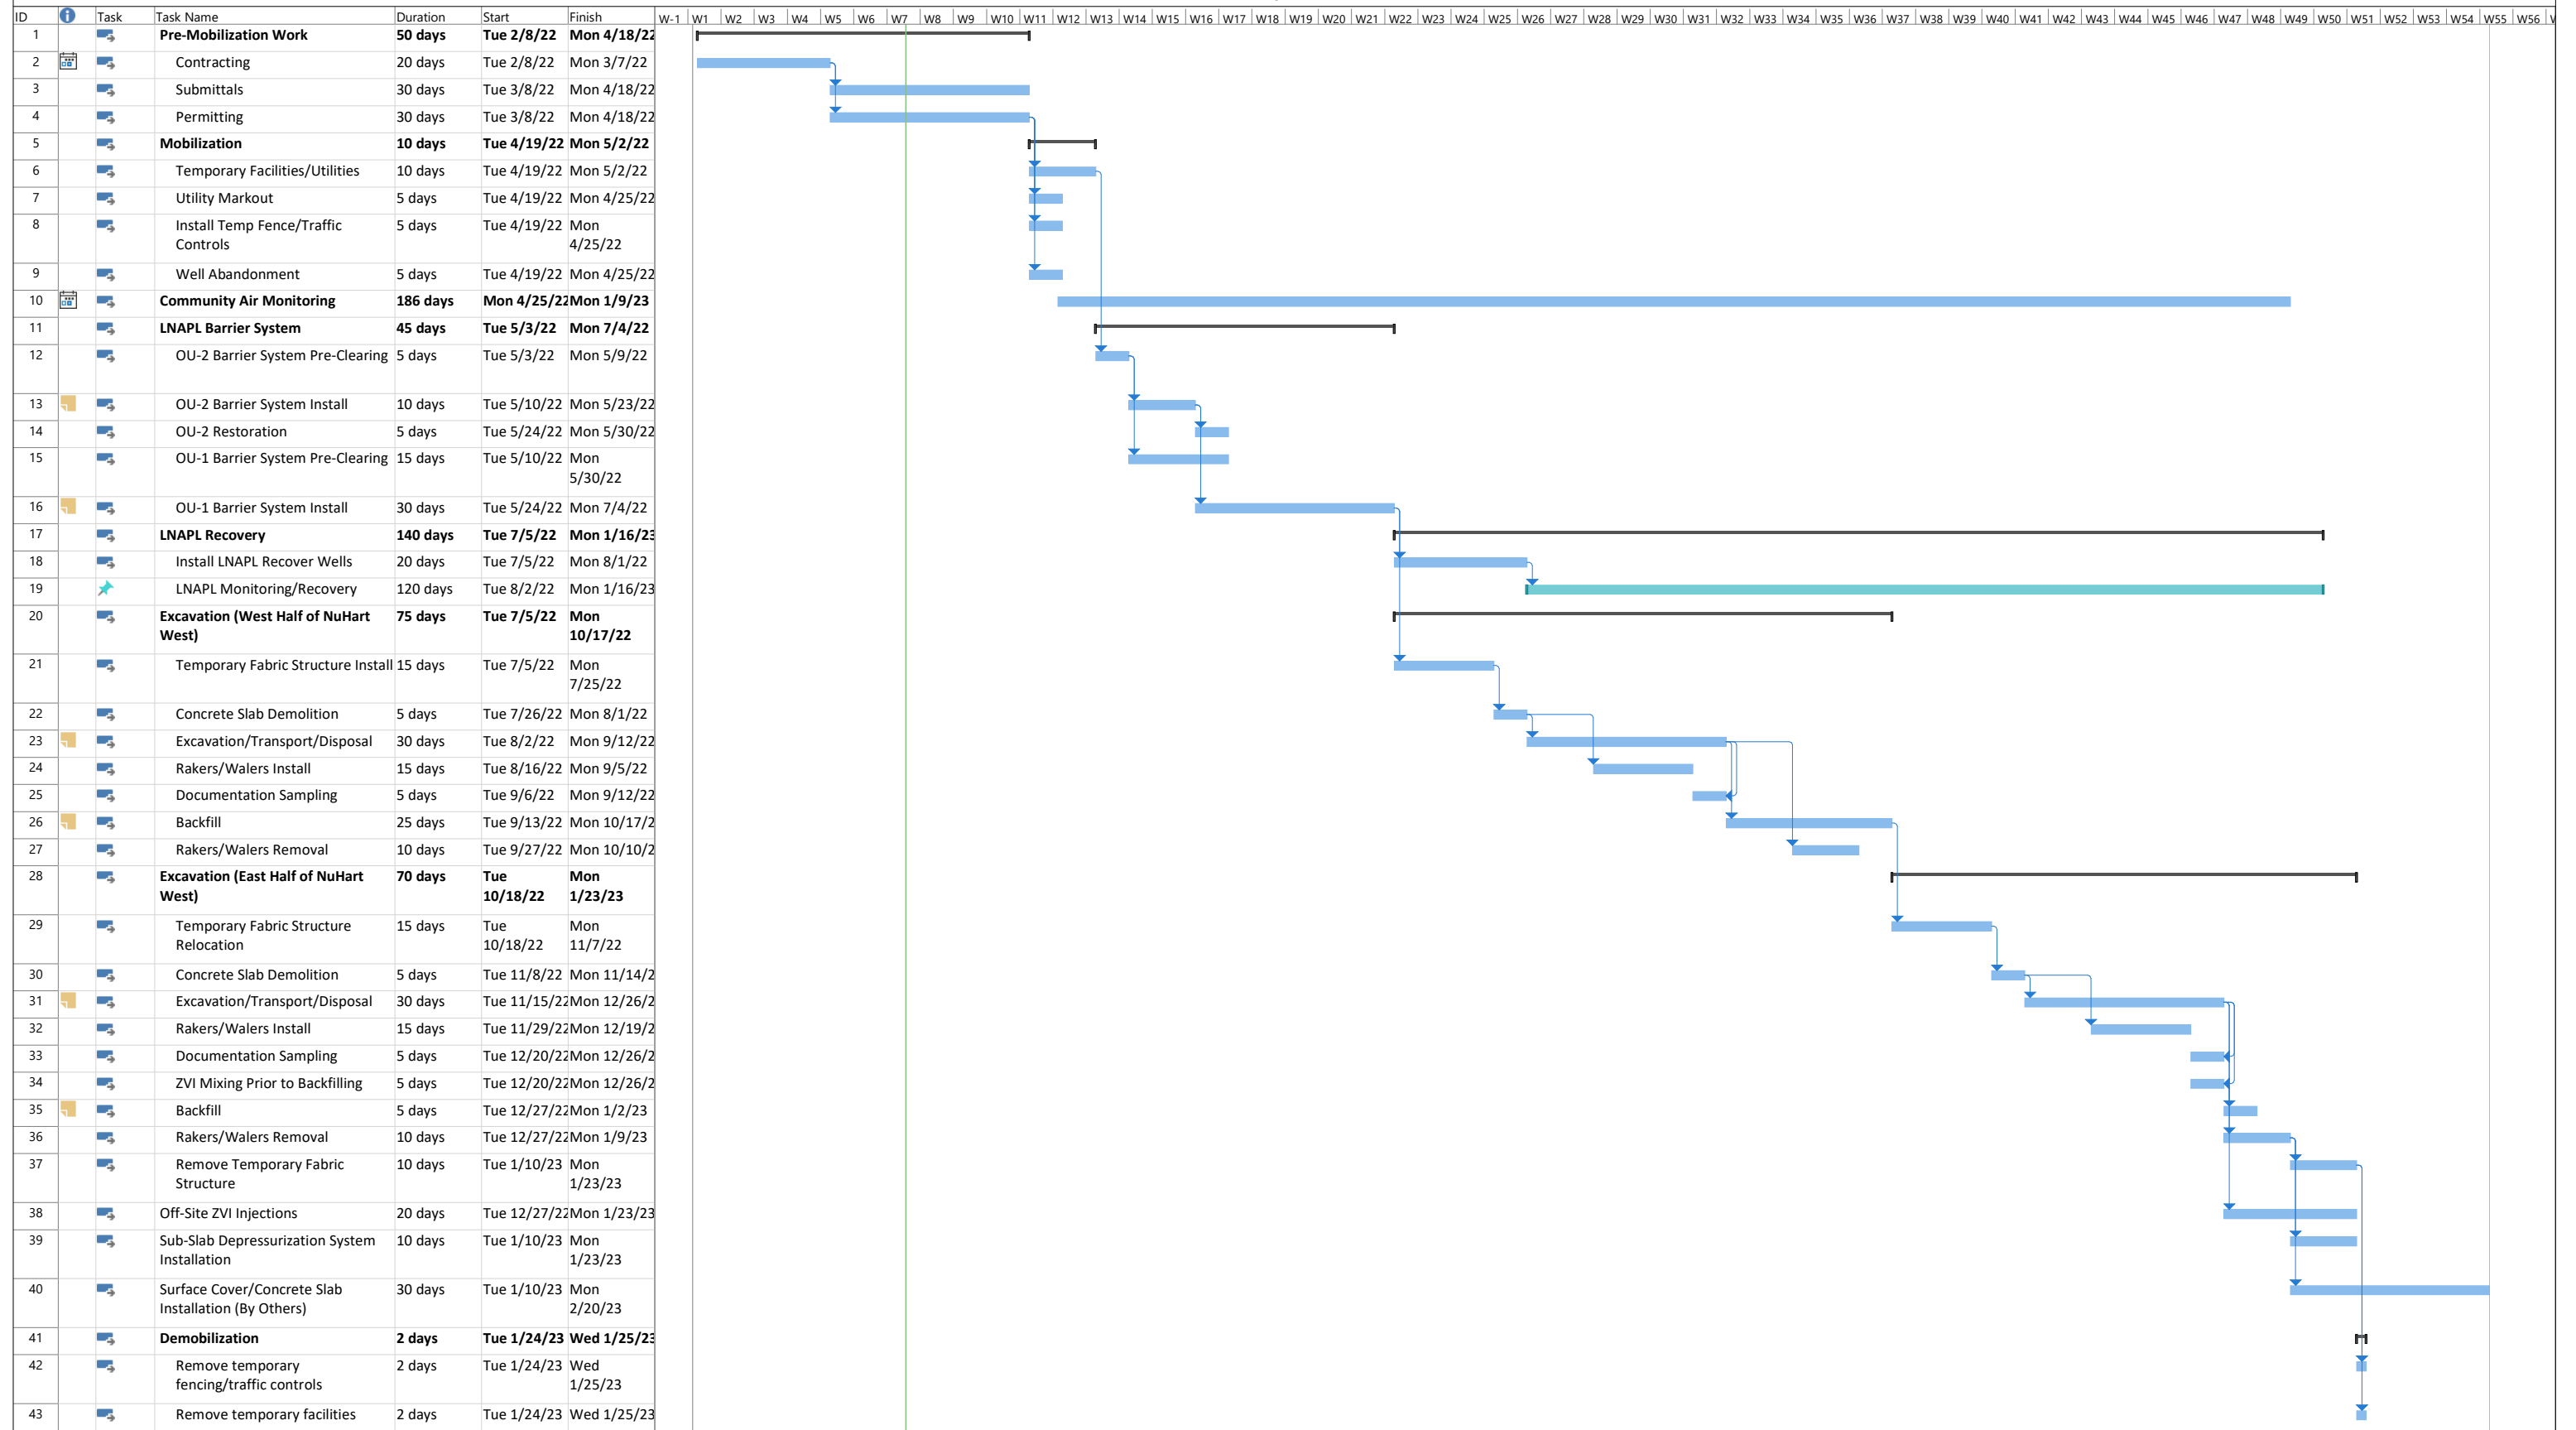 ID Task Task Name Duration Start Finish W-1 W1 W2 W3 W4 W5 W6 W7 W8 W9 W10 W11 W12 W13 W14 W15 W16 W17 W18 W19 W20 W21 W22 W23 W24 W25 W26 W27 W28 W29 W30 W31 W32 W33 W34 W35 W36 W37 W38 W39 W40 W41 W42 W43 W44 W45 W46 W47 W48 W49 W50 W51 W52 W53 W54 W55 W56
1 Pre-Mobilization Work 50 days Tue 2/8/22 Mon 4/18/22
2 Contracting 20 days Tue 2/8/22 Mon 3/7/22
3 Submittals 30 days Tue 3/8/22 Mon 4/18/22
4 Permitting 30 days Tue 3/8/22 Mon 4/18/22
5 Mobilization 10 days Tue 4/19/22 Mon 5/2/22
6 Temporary Facilities/Utilities 10 days Tue 4/19/22 Mon 5/2/22
7 Utility Markout 5 days Tue 4/19/22 Mon 4/25/22
8 Install Temp Fence/Traffic 5 days Tue 4/19/22 Mon
Controls 4/25/22
9 Well Abandonment 5 days Tue 4/19/22 Mon 4/25/22
10 Community Air Monitoring 186 days Mon 4/25/22 Mon 1/9/23
11 LNAPL Barrier System 45 days Tue 5/3/22 Mon 7/4/22
12 OU-2 Barrier System Pre-Clearing 5 days Tue 5/3/22 Mon 5/9/22
13 OU-2 Barrier System Install 10 days Tue 5/10/22 Mon 5/23/22
14 OU-2 Restoration 5 days Tue 5/24/22 Mon 5/30/22
15 OU-1 Barrier System Pre-Clearing 15 days Tue 5/10/22 Mon
5/30/22
16 OU-1 Barrier System Install 30 days Tue 5/24/22 Mon 7/4/22
17 LNAPL Recovery 140 days Tue 7/5/22 Mon 1/16/23
18 Install LNAPL Recover Wells 20 days Tue 7/5/22 Mon 8/1/22
19 LNAPL Monitoring/Recovery 120 days Tue 8/2/22 Mon 1/16/23
20 Excavation (West Half of NuHart 75 days Tue 7/5/22 Mon
West) 10/17/22
21 Temporary Fabric Structure Install 15 days Tue 7/5/22 Mon
7/25/22
22 Concrete Slab Demolition 5 days Tue 7/26/22 Mon 8/1/22
23 Excavation/Transport/Disposal 30 days Tue 8/2/22 Mon 9/12/22
24 Rakers/Walers Install 15 days Tue 8/16/22 Mon 9/5/22
25 Documentation Sampling 5 days Tue 9/6/22 Mon 9/12/22
26 Backfill 25 days Tue 9/13/22 Mon 10/17/2
27 Rakers/Walers Removal 10 days Tue 9/27/22 Mon 10/10/2
28 Excavation (East Half of NuHart 70 days Tue Mon
West) 10/18/22 1/23/23
29 Temporary Fabric Structure 15 days Tue Mon
Relocation 10/18/22 11/7/22
30 Concrete Slab Demolition 5 days Tue 11/8/22 Mon 11/14/2
31 Excavation/Transport/Disposal 30 days Tue 11/15/22 Mon 12/26/2
32 Rakers/Walers Install 15 days Tue 11/29/22 Mon 12/19/2
33 Documentation Sampling 5 days Tue 12/20/22 Mon 12/26/2
34 ZVI Mixing Prior to Backfilling 5 days Tue 12/20/22 Mon 12/26/2
35 Backfill 5 days Tue 12/27/22 Mon 1/2/23
36 Rakers/Walers Removal 10 days Tue 12/27/22 Mon 1/9/23
37 Remove Temporary Fabric 10 days Tue 1/10/23 Mon
Structure 1/23/23
38 Off-Site ZVI Injections 20 days Tue 12/27/22 Mon 1/23/23
39 Sub-Slab Depressurization System 10 days Tue 1/10/23 Mon
Installation 1/23/23
40 Surface Cover/Concrete Slab 30 days Tue 1/10/23 Mon
Installation (By Others) 2/20/23
41 Demobilization 2 days Tue 1/24/23 Wed 1/25/23
42 Remove temporary 2 days Tue 1/24/23 Wed
fencing/traffic controls 1/25/23
43 Remove temporary facilities 2 days Tue 1/24/23 Wed 1/25/23